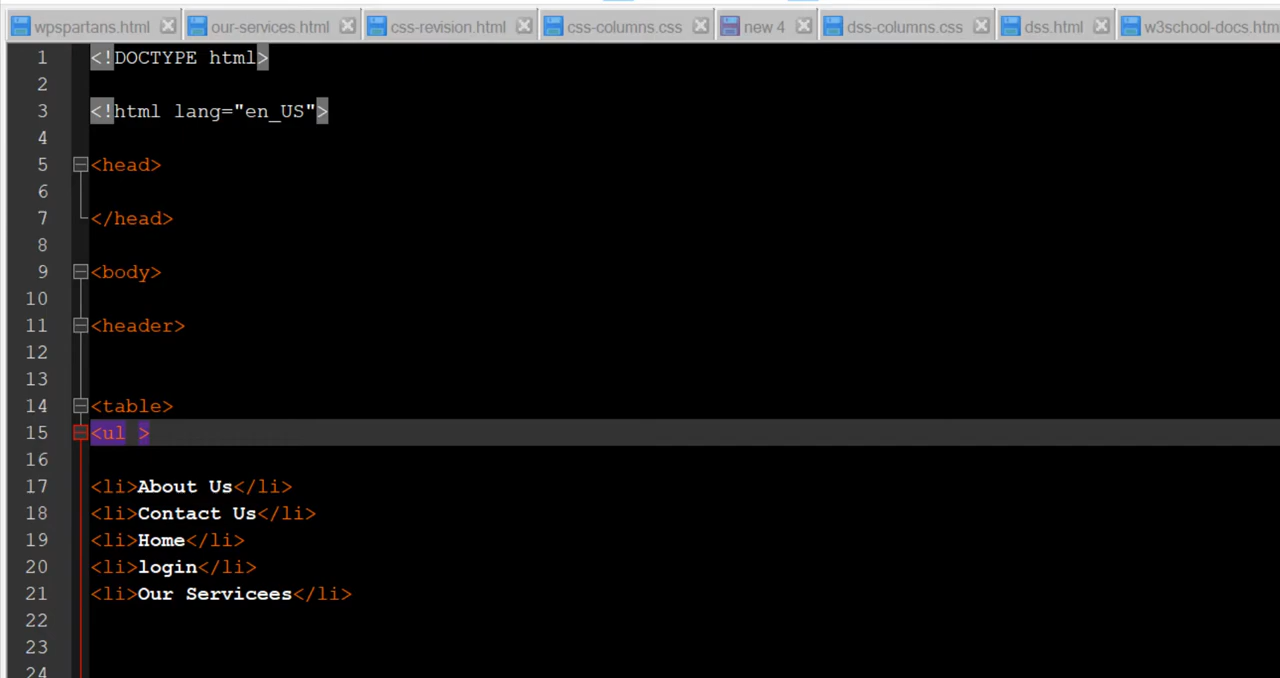 wpspartans.html our-services.html css-revision.html css-columns.css new 4 dss-columns.css dss.html w3school-docs.htm
1 <!DOCTYPE html>
2
3 <!html lang="en_US">
4
5 <head>
6
7 </head>
8
9 <body>
10
11 <header>
12
13
14 <table>
15 <ul >
16
17 <li>About Us</li>
18 <li>Contact Us</li>
19 <li>Home</li>
20 <li>login</li>
21 <li>Our Servicees</li>
22
23
24